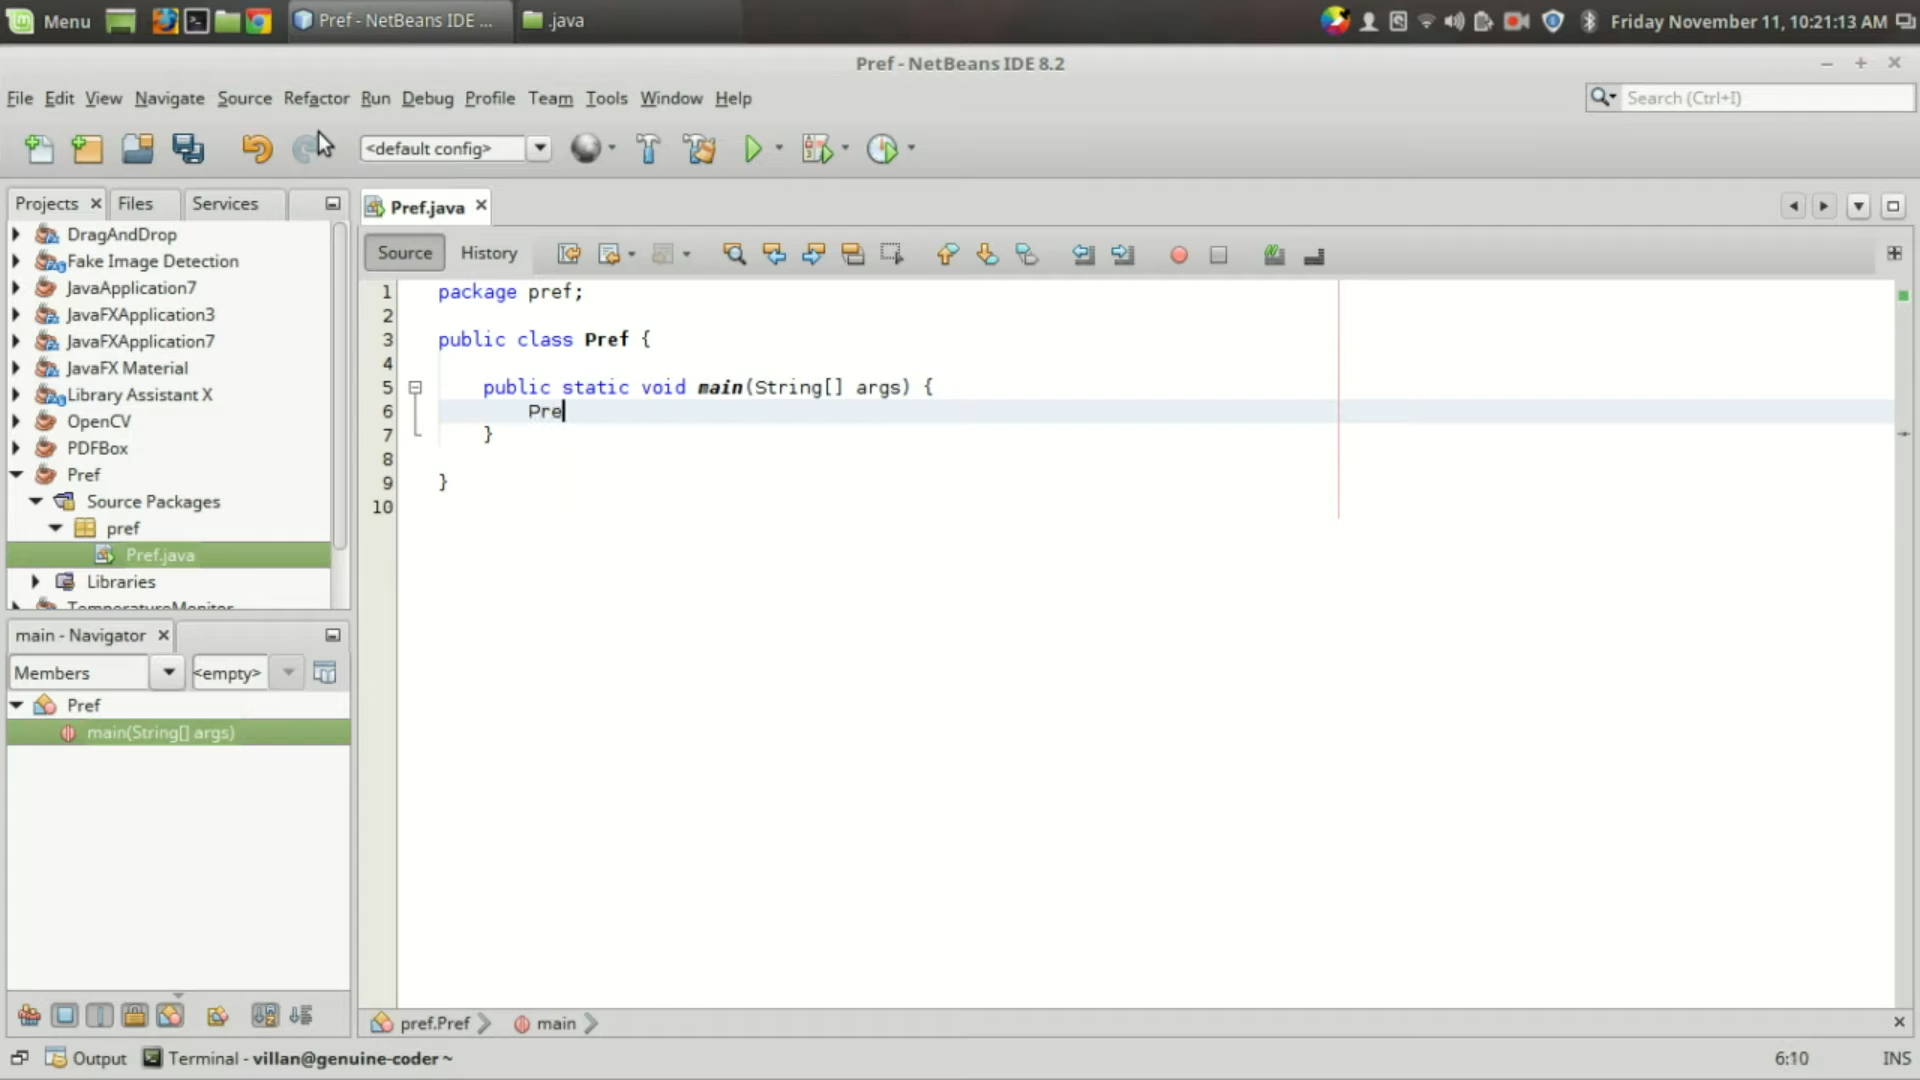 Menu
Pref - NetBeans IDE ...
.java
Friday November 11, 10:21:13 AM
Pref - NetBeans IDE 8.2
File Edit View Navigate Source Refactor Run Debug Profile Team Tools Window Help
Search (Ctrl+I)
<default config>
Projects
Files
Services
Pref.java
DragAndDrop
Fake Image Detection
JavaApplication7
JavaFXApplication3
JavaFXApplication7
JavaFX Material
Library Assistant X
OpenCV
PDFBox
Pref
Source Packages
pref
Pref.java
Libraries
TemperatureMonitor
Source
History
1 package pref;
2
3 public class Pref {
4
5 public static void main(String[] args) {
6 Pre
7 }
8
9 }
10
main - Navigator
Members
<empty>
Pref
main(String[] args)
pref.Pref
main
Output
Terminal - villan@genuine-coder ~
6:10
INS